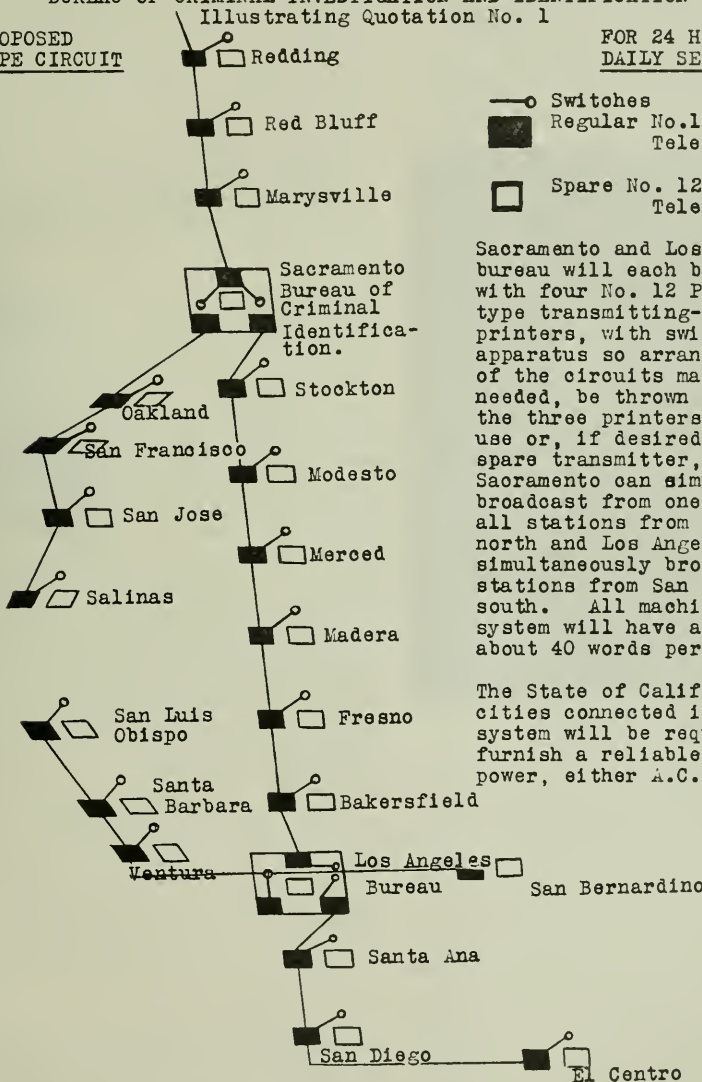 BUREAU OF CRIMINAL INVESTIGATION AND IDENTIFICATION
Illustrating Quotation No. 1
OPOSED
PE CIRCUIT
FOR 24 H
DAILY SE
Switches
Regular No.1
Tele
Spare No. 12
Tele
Redding
Red Bluff
Marysville
Sacramento
Bureau of
Criminal
Identifica-
tion.
Oakland
San Francisco
San Jose
Salinas
Stockton
Modesto
Merced
Madera
Fresno
Bakersfield
San Luis
Obispo
Santa
Barbara
Ventura
Los Angeles
Bureau
San Bernardino
Santa Ana
San Diego
El Centro
Sacramento and Los
bureau will each b
with four No. 12 P
type transmitting-
printers, with swi
apparatus so arran
of the circuits ma
needed, be thrown
the three printers
use or, if desired
spare transmitter,
Sacramento can sim
broadcast from one
all stations from
north and Los Ange
simultaneously bro
stations from San
south. All machi
system will have a
about 40 words per
The State of Calif
cities connected i
system will be req
furnish a reliable
power, either A.C.